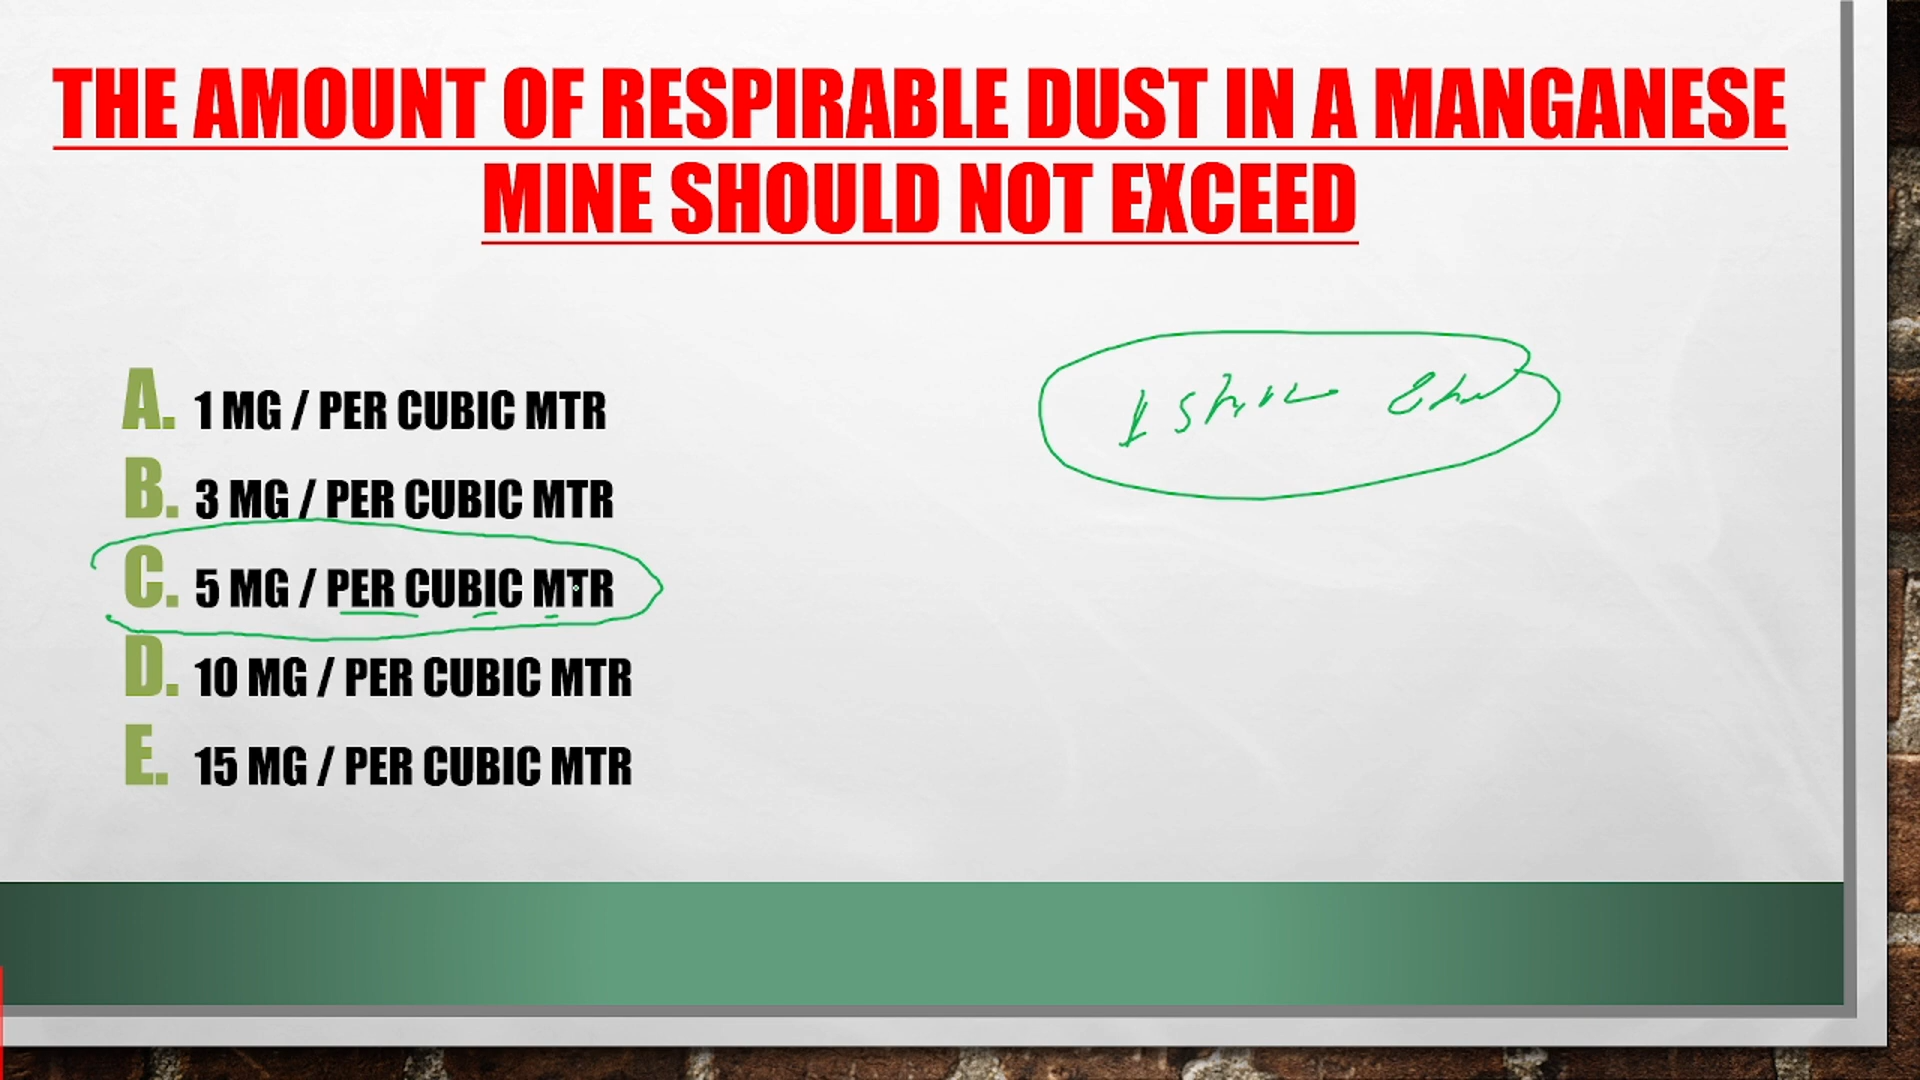 THE AMOUNT OF RESPIRABLE DUST IN A MANGANESE
MINE SHOULD NOT EXCEED
A. 1 MG / PER CUBIC MTR
B. 3 MG / PER CUBIC MTR
C. 5 MG / PER CUBIC MTR
D. 10 MG / PER CUBIC MTR
E. 15 MG / PER CUBIC MTR